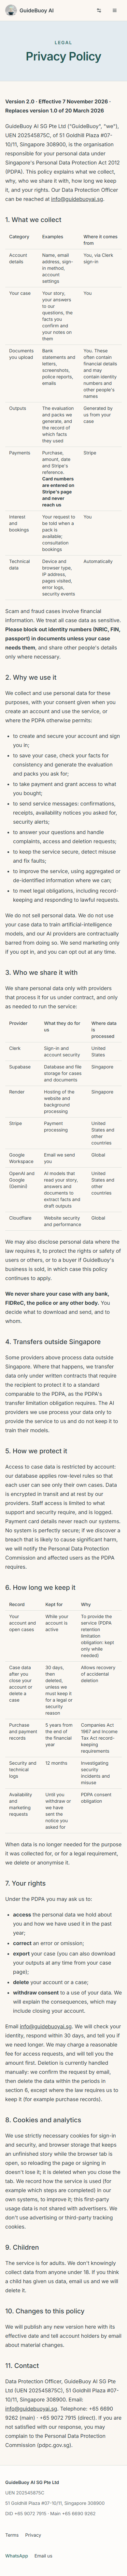 GuideBuoy AI
LEGAL
Privacy Policy
Version 2.0 · Effective 7 November 2026 ·
Replaces version 1.0 of 20 March 2026
GuideBuoy AI SG Pte Ltd ("GuideBuoy", "we"),
UEN 202545875C, of 51 Goldhill Plaza #07-
10/11, Singapore 308900, is the organisation
responsible for your personal data under
Singapore's Personal Data Protection Act 2012
(PDPA). This policy explains what we collect,
why, who we share it with, how long we keep
it, and your rights. Our Data Protection Officer
can be reached at info@guidebuoyai.sg.
1. What we collect
Category Examples Where it comes from
Account details Name, email address, sign-in method, account settings You, via Clerk sign-in
Your case Your story, your answers to our questions, the facts you confirm and your notes on them You
Documents you upload Bank statements and letters, screenshots, police reports, emails You. These often contain financial details and may contain identity numbers and other people's names
Outputs The evaluation and packs we generate, and the record of which facts they used Generated by us from your case
Payments Purchase, amount, date and Stripe's reference. Card numbers are entered on Stripe's page and never reach us Stripe
Interest and bookings Your request to be told when a pack is available; consultation bookings You
Technical data Device and browser type, IP address, pages visited, error logs, security events Automatically
Scam and fraud cases involve financial
information. We treat all case data as sensitive.
Please black out identity numbers (NRIC, FIN,
passport) in documents unless your case
needs them, and share other people's details
only where necessary.
2. Why we use it
We collect and use personal data for these
purposes, with your consent given when you
create an account and use the service, or
where the PDPA otherwise permits:
• to create and secure your account and sign
you in;
• to save your case, check your facts for
consistency and generate the evaluation
and packs you ask for;
• to take payment and grant access to what
you bought;
• to send service messages: confirmations,
receipts, availability notices you asked for,
security alerts;
• to answer your questions and handle
complaints, access and deletion requests;
• to keep the service secure, detect misuse
and fix faults;
• to improve the service, using aggregated or
de-identified information where we can;
• to meet legal obligations, including record-
keeping and responding to lawful requests.
We do not sell personal data. We do not use
your case data to train artificial-intelligence
models, and our AI providers are contractually
required not to do so. We send marketing only
if you opt in, and you can opt out at any time.
3. Who we share it with
We share personal data only with providers
that process it for us under contract, and only
as needed to run the service:
Provider What they do for us Where data is processed
Clerk Sign-in and account security United States
Supabase Database and file storage for cases and documents Singapore
Render Hosting of the website and background processing Singapore
Stripe Payment processing United States and other countries
Google Workspace Email we send you Global
OpenAI and Google (Gemini) AI models that read your story, answers and documents to extract facts and draft outputs United States and other countries
Cloudflare Website security and performance Global
We may also disclose personal data where the
law requires it, to protect the rights or safety of
users or others, or to a buyer if GuideBuoy's
business is sold, in which case this policy
continues to apply.
We never share your case with any bank,
FIDReC, the police or any other body. You
decide what to download and send, and to
whom.
4. Transfers outside Singapore
Some providers above process data outside
Singapore. Where that happens, we transfer
data only under written contracts that require
the recipient to protect it to a standard
comparable to the PDPA, as the PDPA's
transfer limitation obligation requires. The AI
providers we use process your case data only
to provide the service and do not keep it to
train their models.
5. How we protect it
Access to case data is restricted by account:
our database applies row-level rules so that
each user can see only their own cases. Data
is encrypted in transit and at rest by our
providers. Staff access is limited to what
support and security require, and is logged.
Payment card details never reach our systems.
No system is perfectly secure; if we discover a
breach that is likely to cause significant harm,
we will notify the Personal Data Protection
Commission and affected users as the PDPA
requires.
6. How long we keep it
Record Kept for Why
Your account and open cases While your account is active To provide the service (PDPA retention limitation obligation: kept only while needed)
Case data after you close your account or delete a case 30 days, then deleted, unless we must keep it for a legal or security reason Allows recovery of accidental deletion
Purchase and payment records 5 years from the end of the financial year Companies Act 1967 and Income Tax Act record-keeping requirements
Security and technical logs 12 months Investigating security incidents and misuse
Availability and marketing requests Until you withdraw or we have sent the notice you asked for PDPA consent obligation
When data is no longer needed for the purpose
it was collected for, or for a legal requirement,
we delete or anonymise it.
7. Your rights
Under the PDPA you may ask us to:
• access the personal data we hold about
you and how we have used it in the past
year;
• correct an error or omission;
• export your case (you can also download
your outputs at any time from your case
page);
• delete your account or a case;
• withdraw consent to a use of your data. We
will explain the consequences, which may
include closing your account.
Email info@guidebuoyai.sg. We will check your
identity, respond within 30 days, and tell you if
we need longer. We may charge a reasonable
fee for access requests, and will tell you the
amount first. Deletion is currently handled
manually: we confirm the request by email,
then delete the data within the periods in
section 6, except where the law requires us to
keep it (for example purchase records).
8. Cookies and analytics
We use strictly necessary cookies for sign-in
and security, and browser storage that keeps
unfinished story while the browser tab is
open, so reloading the page or signing in
doesn't lose it; it is deleted when you close the
tab. We record how the service is used (for
example which steps are completed) in our
own systems, to improve it; this first-party
usage data is not shared with advertisers. We
don't use advertising or third-party tracking
cookies.
9. Children
The service is for adults. We don't knowingly
collect data from anyone under 18. If you think
a child has given us data, email us and we will
delete it.
10. Changes to this policy
We will publish any new version here with its
effective date and tell account holders by email
about material changes.
11. Contact
Data Protection Officer, GuideBuoy AI SG Pte
Ltd (UEN 202545875C), 51 Goldhill Plaza #07-
10/11, Singapore 308900. Email:
info@guidebuoyai.sg. Telephone: +65 8690
9262 (main) · +65 9072 7915 (direct). If you are
not satisfied with our response, you may
complain to the Personal Data Protection
Commission (pdpc.gov.sg).
GuideBuoy AI SG Pte Ltd
UEN 202545875C
51 Goldhill Plaza #07-10/11, Singapore 308900
DID +65 9072 7915 · Main +65 8690 9262
Terms Privacy
WhatsApp Email us